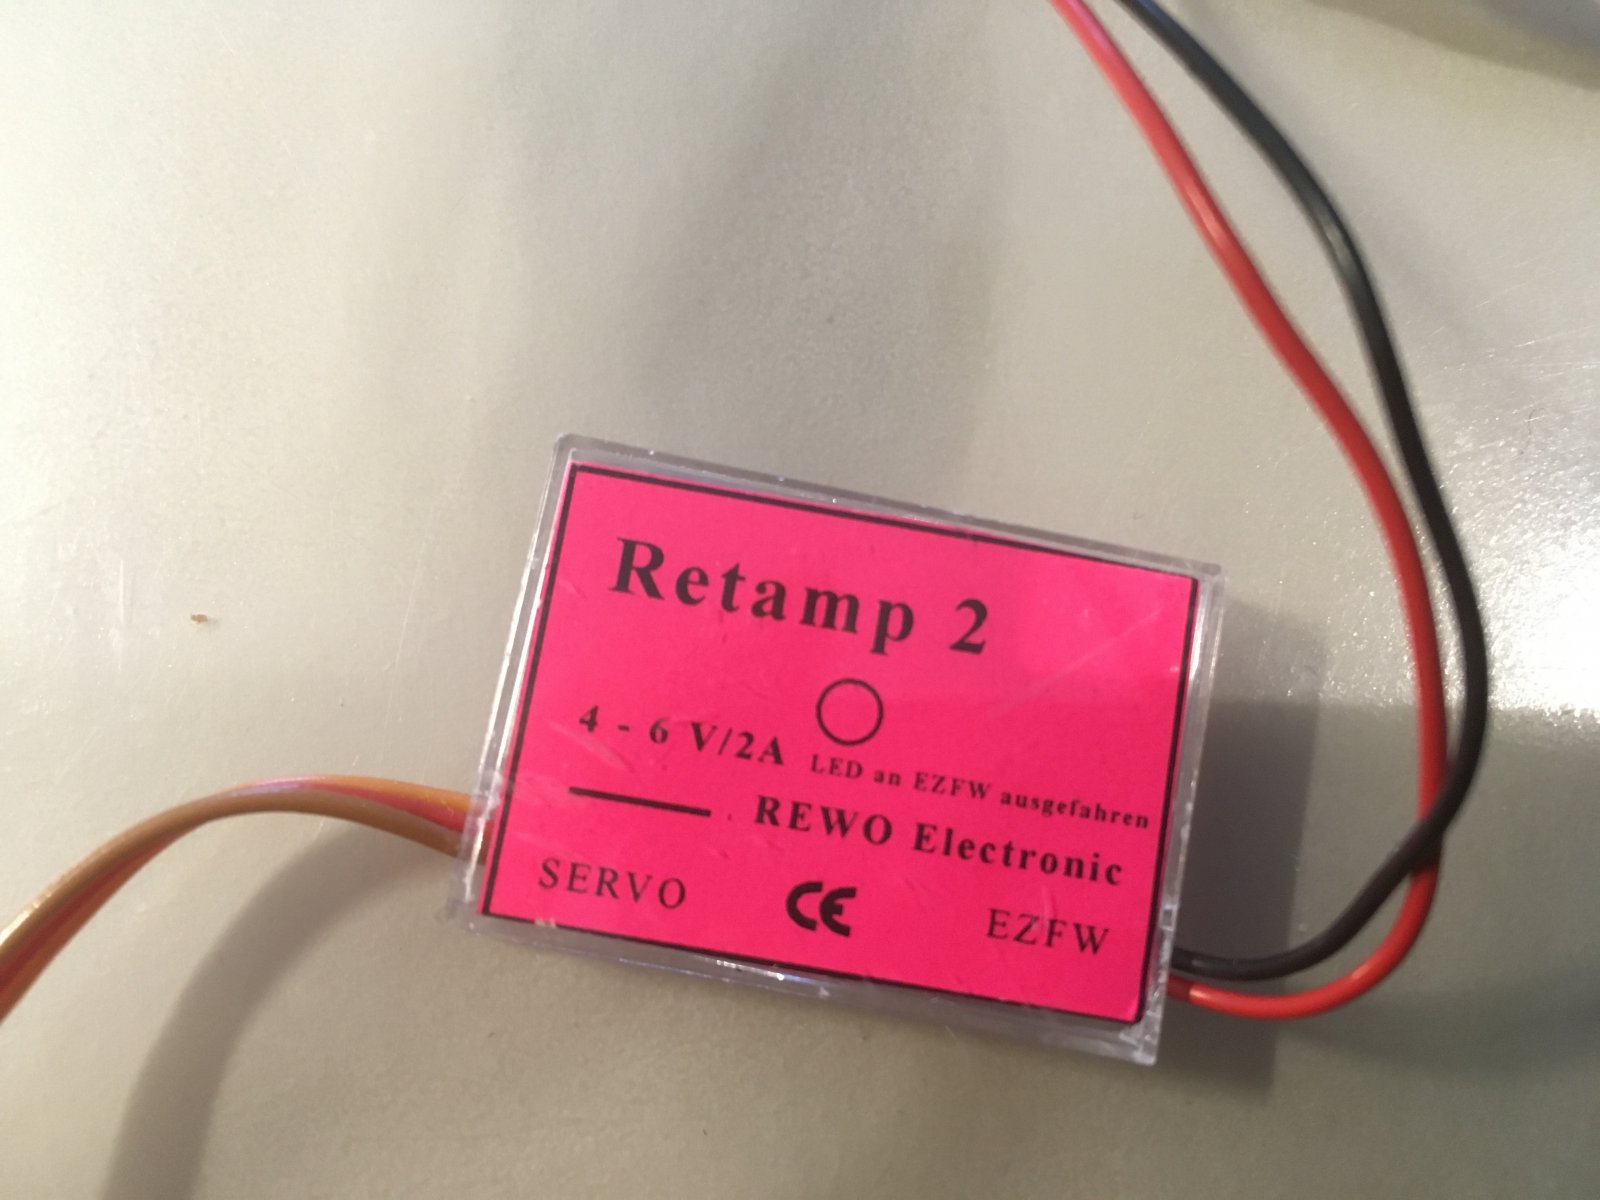 Retamp 2
4 - 6 V/2A
LED an EZFW ausgefahren
REWO Electronic
SERVO
CE
EZFW